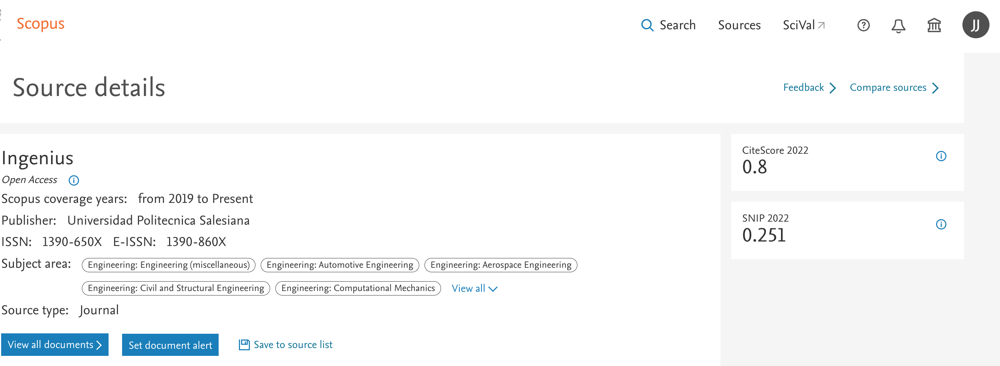 Scopus
Search Sources SciVal
JJ
Source details
Feedback Compare sources
Ingenius
Open Access
Scopus coverage years: from 2019 to Present
Publisher: Universidad Politecnica Salesiana
ISSN: 1390-650X E-ISSN: 1390-860X
Subject area: Engineering: Engineering (miscellaneous) Engineering: Automotive Engineering Engineering: Aerospace Engineering
Engineering: Civil and Structural Engineering Engineering: Computational Mechanics View all
Source type: Journal
View all documents Set document alert Save to source list
CiteScore 2022
0.8
SNIP 2022
0.251